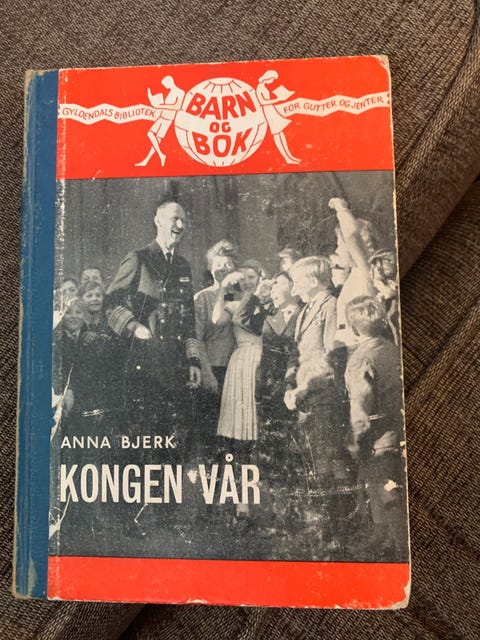 GYLDENDALS BIBLIOTEK
BARN
OG
BOK
FOR GUTTER OG JENTER
ANNA BJERK
KONGEN VÅR